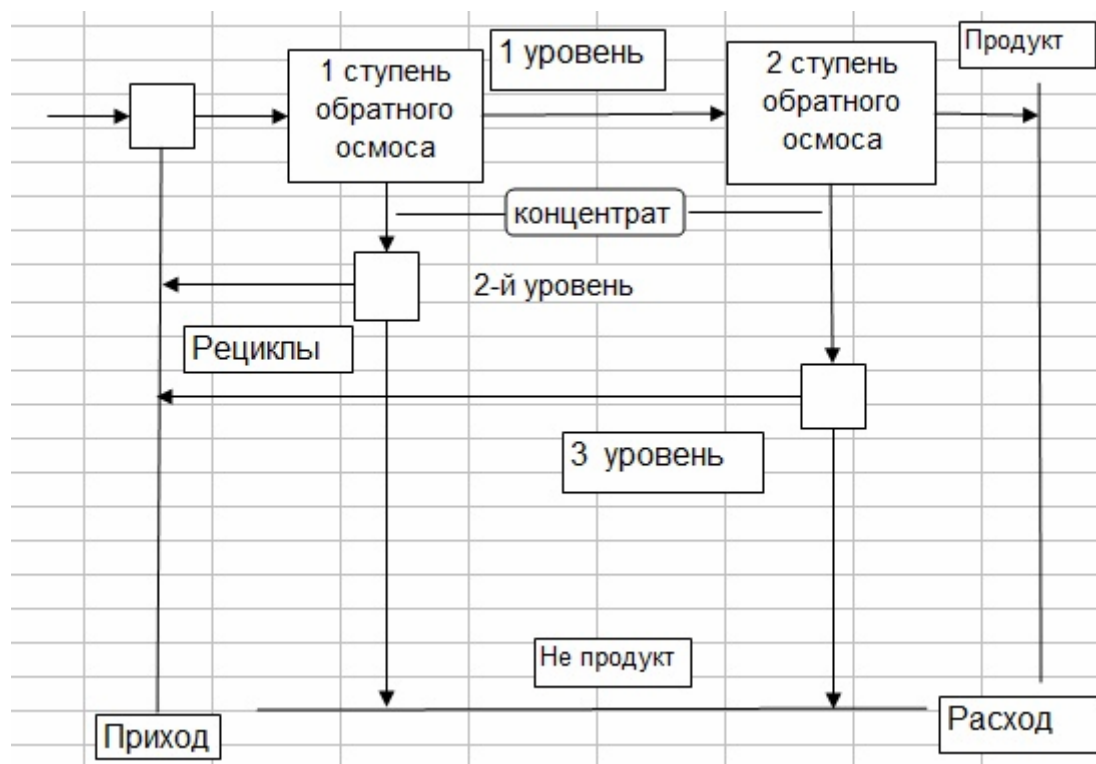 1 уровень
Продукт
1 ступень
обратного
осмоса
2 ступень
обратного
осмоса
концентрат
2-й уровень
Рециклы
3 уровень
Не продукт
Приход
Расход